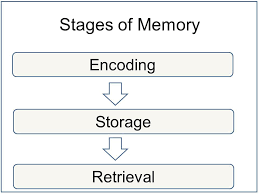 Stages of Memory
Encoding
Storage
Retrieval